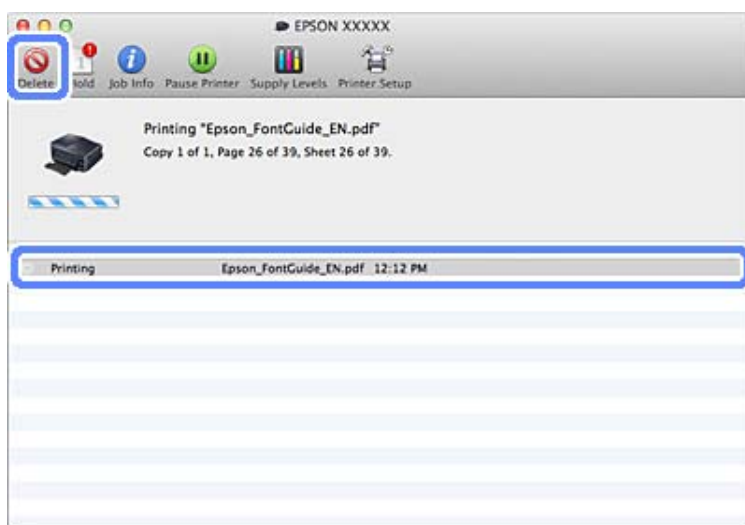 EPSON XXXXX
Delete Hold Job Info Pause Printer Supply Levels Printer Setup
Printing "Epson_FontGuide_EN.pdf"
Copy 1 of 1, Page 26 of 39, Sheet 26 of 39.
Printing Epson_FontGuide_EN.pdf 12:12 PM